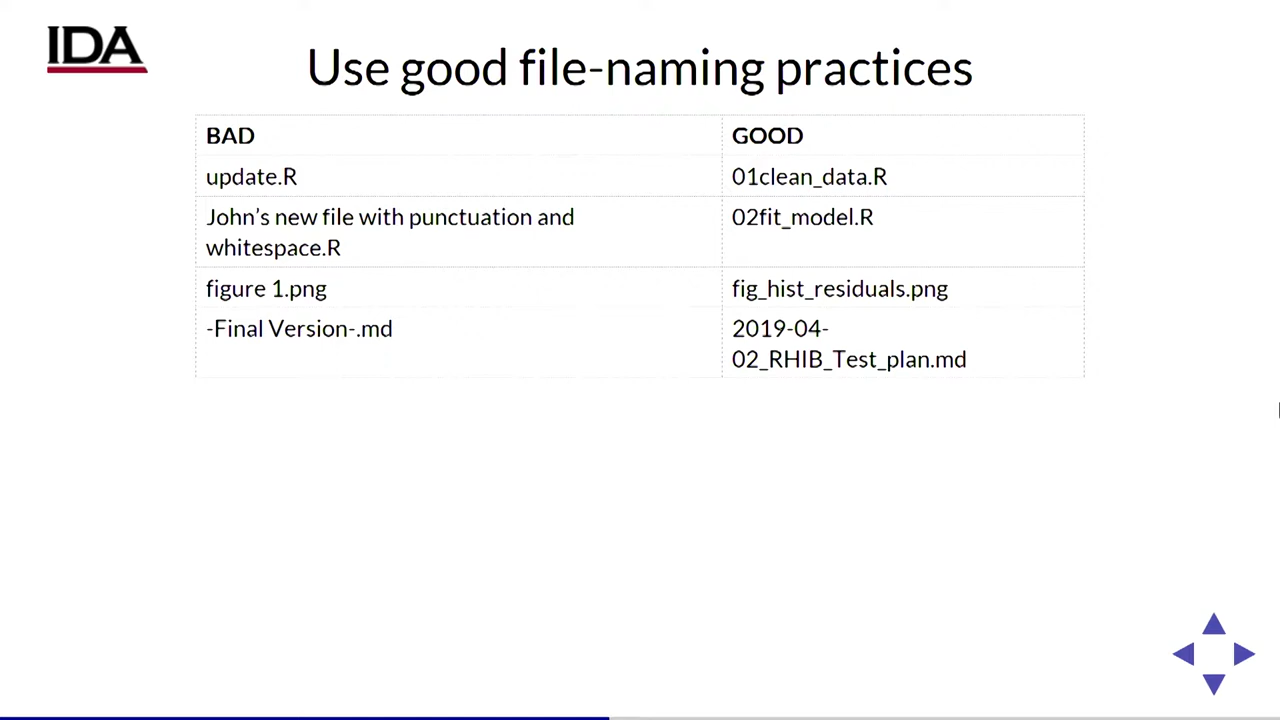 IDA
Use good file-naming practices
BAD
GOOD
update.R
01clean_data.R
John’s new file with punctuation and
whitespace.R
02fit_model.R
figure 1.png
fig_hist_residuals.png
-Final Version-.md
2019-04-
02_RHIB_Test_plan.md